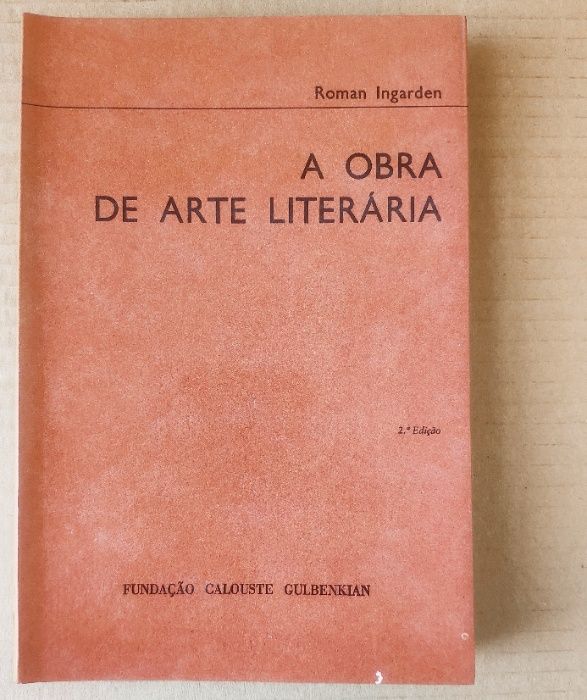 Roman Ingarden
A OBRA
DE ARTE LITERÁRIA
2.ª Edição
FUNDAÇÃO CALOUSTE GULBENKIAN